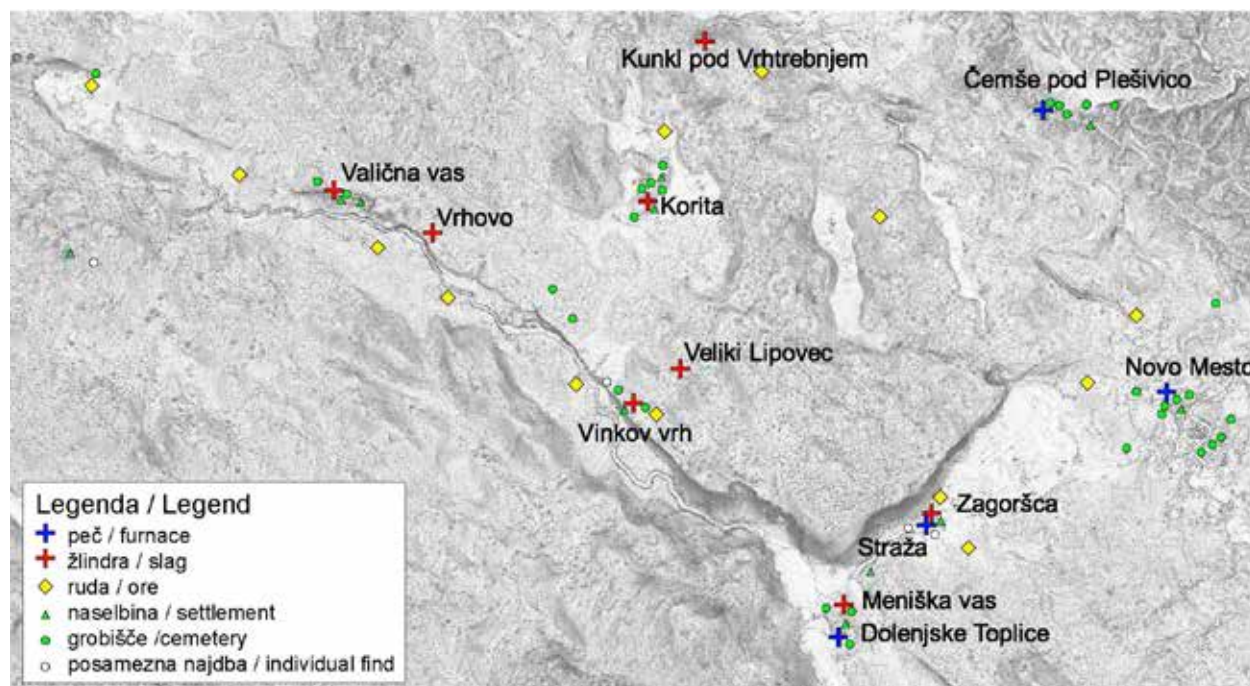 Kunkl pod Vrhtrebnjem
Čemše pod Plešivico
Valična vas
Vrhovo
Korita
Veliki Lipovec
Novo Mesto
Vinkov vrh
Zagoršca
Straža
Meniška vas
Dolenjske Toplice
Legenda / Legend
peč / furnace
žlindra / slag
ruda / ore
naselbina / settlement
grobišče /cemetery
posamezna najdba / individual find